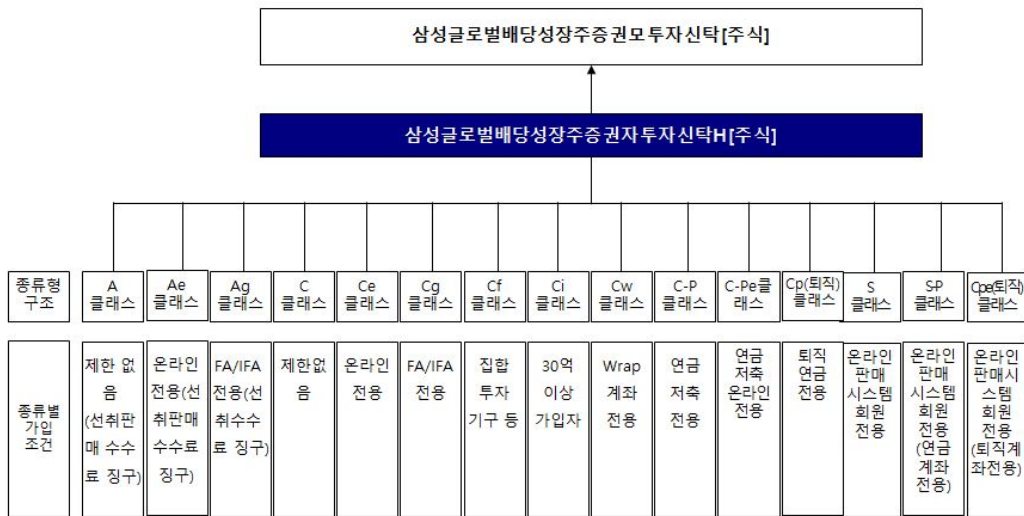 삼성글로벌배당성장주증권모투자신탁[주식]
삼성글로벌배당성장주증권자투자신탁H[주식]
종류형
구조
A
클래스
Ae
클래스
Ag
클래스
C
클래스
Ce
클래스
Cg
클래스
Cf
클래스
Ci
클래스
Cw
클래스
C-P
클래스
C-Pe클
래스
Cp(퇴직)
클래스
S
클래스
S-P
클래스
Cpe(퇴직)
클래스
종류별
가입
조건
제한 없
음
(선취판
매 수수
료 징구)
온라인
전용(선
취판매
수수료
징구)
FA/IFA
전용(선
취수수
료 징구)
제한없
음
온라인
전용
FA/IFA
전용
집합
투자
기구 등
30억
이상
가입자
Wrap
계좌
전용
연금
저축
전용
연금
저축
온라인
전용
퇴직
연금
전용
온라인
판매
시스템
회원
전용
온라인
판매
시스템
회원
전용
(연금
계좌
전용)
온라인
판매시
스템
회원
전용
(퇴직계
좌전용)